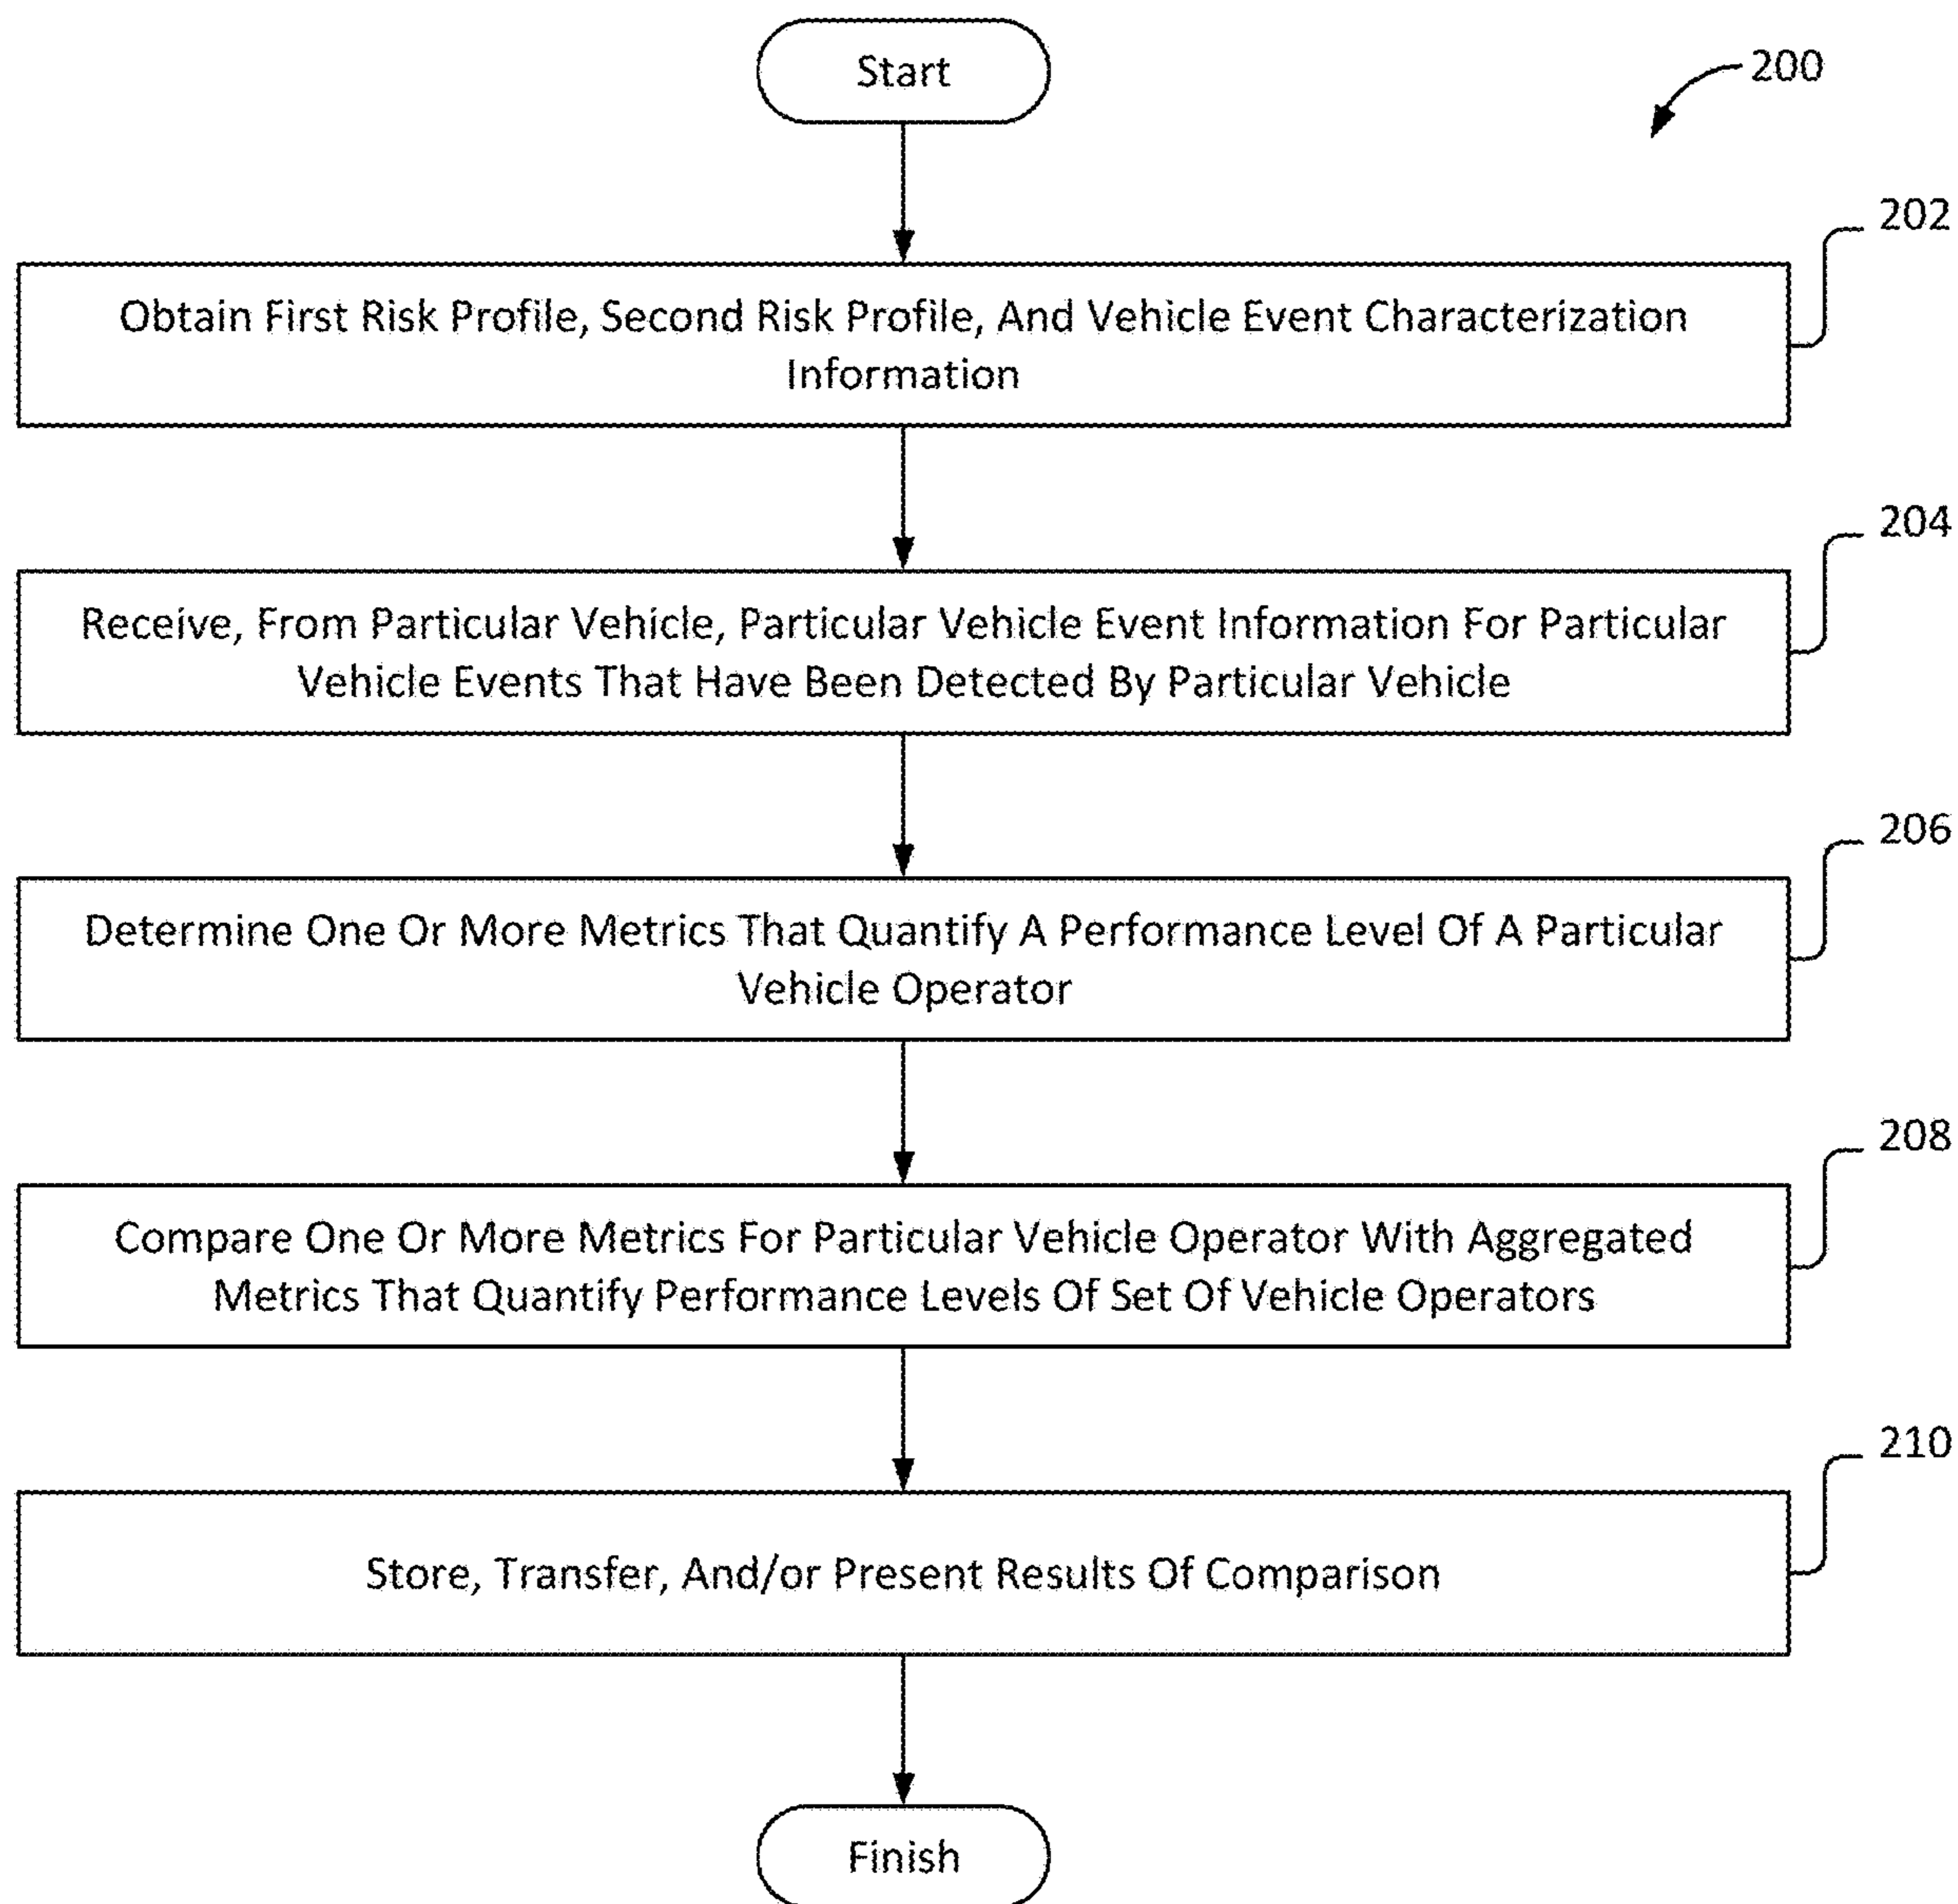 Start
200
202
Obtain First Risk Profile, Second Risk Profile, And Vehicle Event Characterization
Information
204
Receive, From Particular Vehicle, Particular Vehicle Event Information For Particular
Vehicle Events That Have Been Detected By Particular Vehicle
206
Determine One Or More Metrics That Quantify A Performance Level Of A Particular
Vehicle Operator
208
Compare One Or More Metrics For Particular Vehicle Operator With Aggregated
Metrics That Quantify Performance Levels Of Set Of Vehicle Operators
210
Store, Transfer, And/or Present Results Of Comparison
Finish